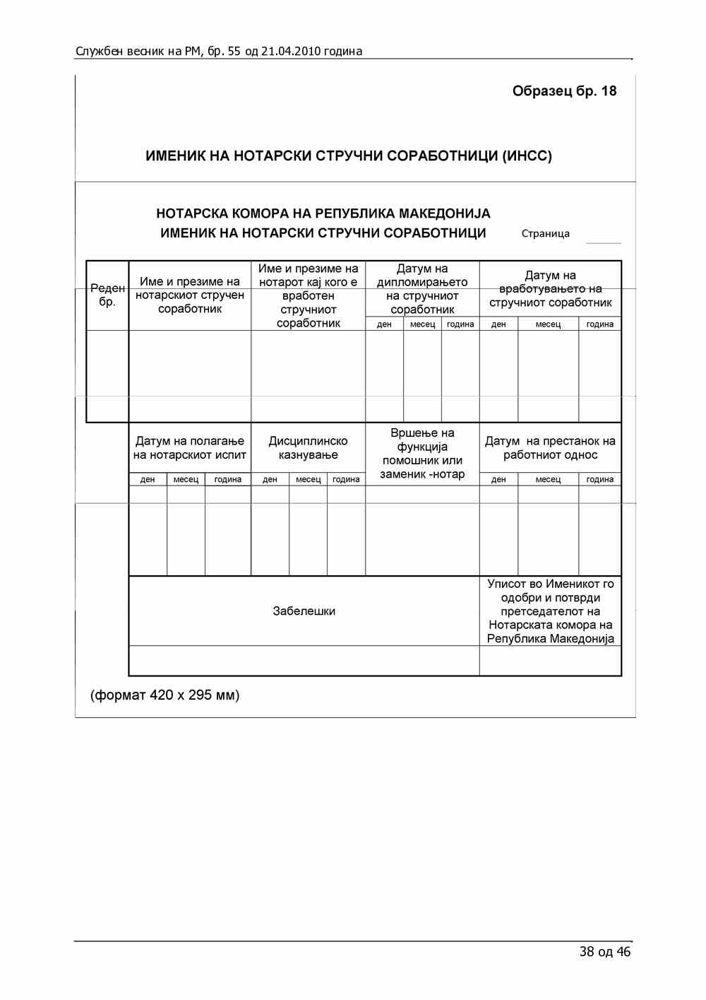 Службен весник на РМ, бр. 55 од 21.04.2010 година
Образец бр. 18
ИМЕНИК НА НОТАРСКИ СТРУЧНИ СОРАБОТНИЦИ (ИНСС)
НОТАРСКА КОМОРА НА РЕПУБЛИКА МАКЕДОНИЈА
ИМЕНИК НА НОТАРСКИ СТРУЧНИ СОРАБОТНИЦИ Страница
Реден
бр.
Име и презиме на
нотарскиот стручен
соработник
Име и презиме на
нотарот кај кого е
вработен
стручниот
соработник
Датум на
дипломирањето
на стручниот
соработник
Датум на
вработувањето на
стручниот соработник
ден месец година ден месец година
Датум на полагање
на нотарскиот испит
Дисциплинско
казнување
Вршење на
функција
помошник или
заменик -нотар
Датум на престанок на
работниот однос
ден месец година ден месец година ден месец година
Забелешки
Уписот во Именикот го
одобри и потврди
претседателот на
Нотарската комора на
Република Македонија
(формат 420 x 295 мм)
38 од 46